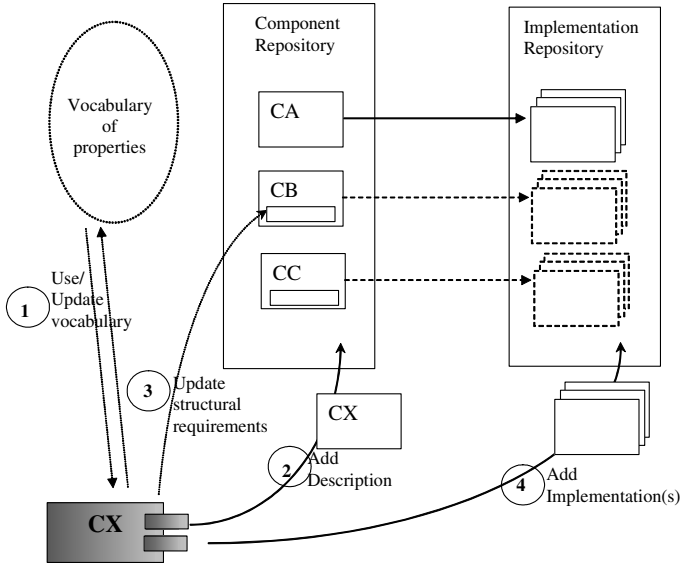 Component
Repository
Implementation
Repository
Vocabulary
of
properties
CA
CB
CC
1
Use/
Update
vocabulary
3
Update
structural
requirements
CX
2
Add
Description
4
Add
Implementation(s)
CX